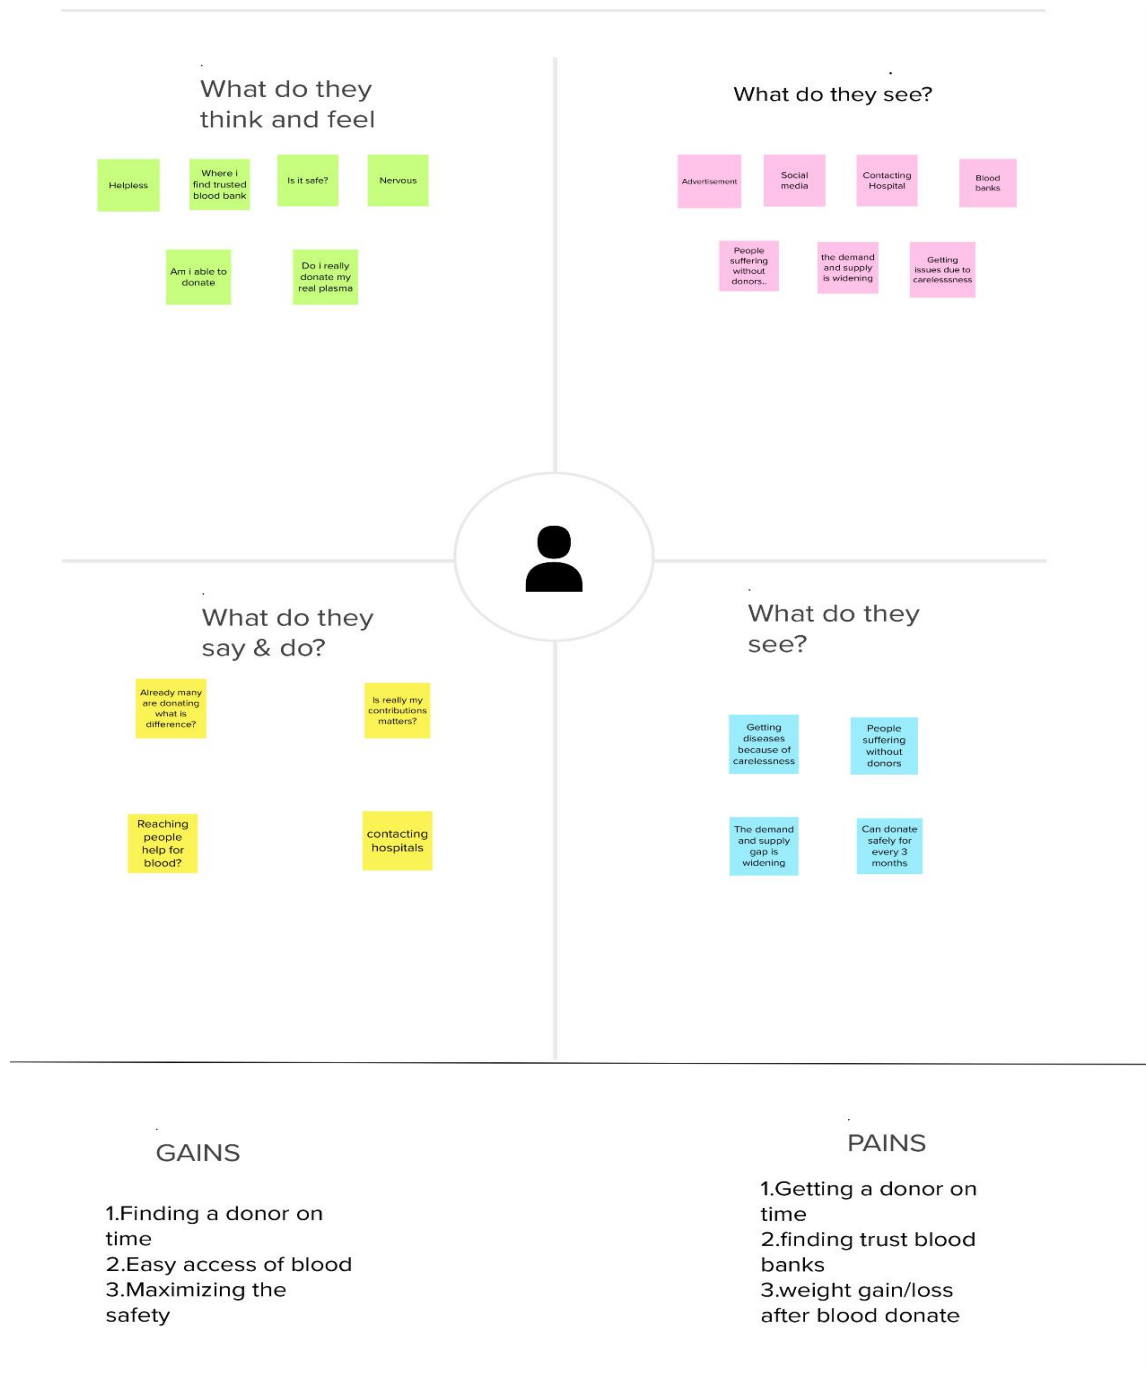 What do they
think and feel
Helpless
Where i
find trusted
blood bank
Is it safe?
Nervous
Am i able to
donate
Do i really
donate my
real plasma
What do they see?
Advertisement
Social
media
Contacting
Hospital
Blood
banks
People
suffering
without
donors..
the demand
and supply
is widening
Getting
issues due to
carelesssness
What do they
say & do?
Already many
are donating
what is
difference?
Is really my
contributions
matters?
Reaching
people
help for
blood?
contacting
hospitals
What do they
see?
Getting
diseases
because of
carelessness
People
suffering
without
donors
The demand
and supply
gap is
widening
Can donate
safely for
every 3
months
GAINS
1.Finding a donor on
time
2.Easy access of blood
3.Maximizing the
safety
PAINS
1.Getting a donor on
time
2.finding trust blood
banks
3.weight gain/loss
after blood donate